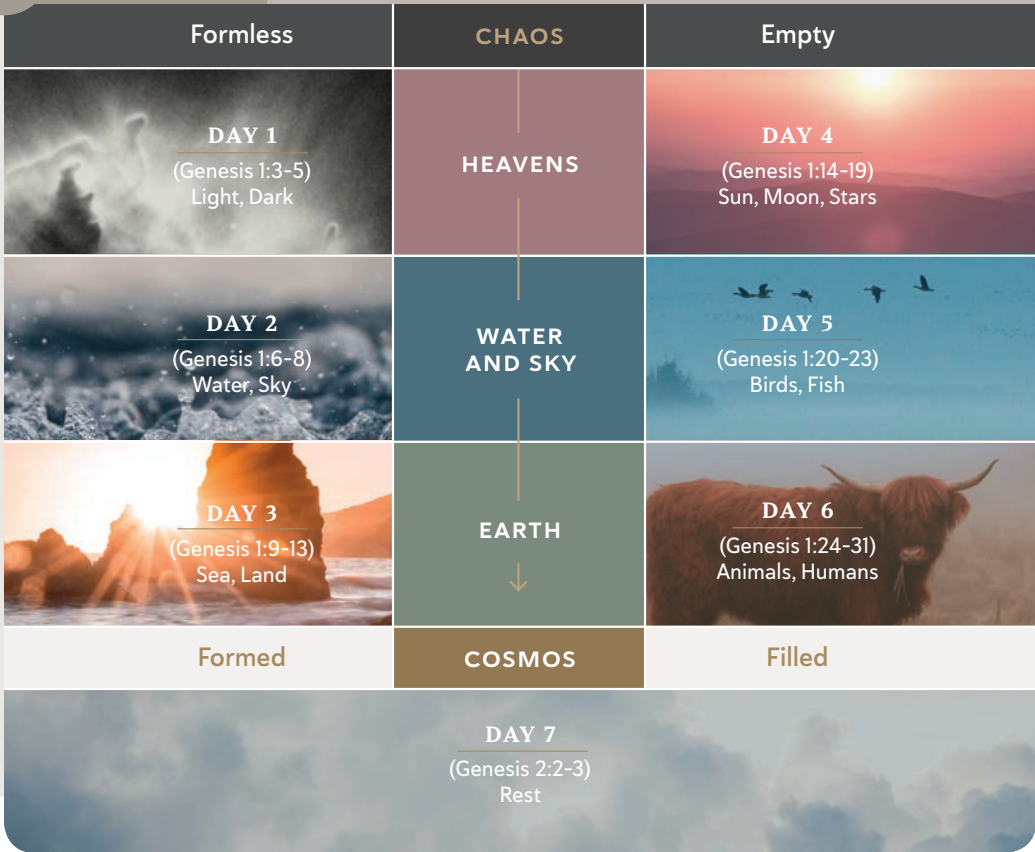 Formless
CHAOS
Empty
DAY 1
(Genesis 1:3-5)
Light, Dark
HEAVENS
DAY 4
(Genesis 1:14-19)
Sun, Moon, Stars
DAY 2
(Genesis 1:6-8)
Water, Sky
WATER
AND SKY
DAY 5
(Genesis 1:20-23)
Birds, Fish
DAY 3
(Genesis 1:9-13)
Sea, Land
EARTH
DAY 6
(Genesis 1:24-31)
Animals, Humans
Formed
COSMOS
Filled
DAY 7
(Genesis 2:2-3)
Rest